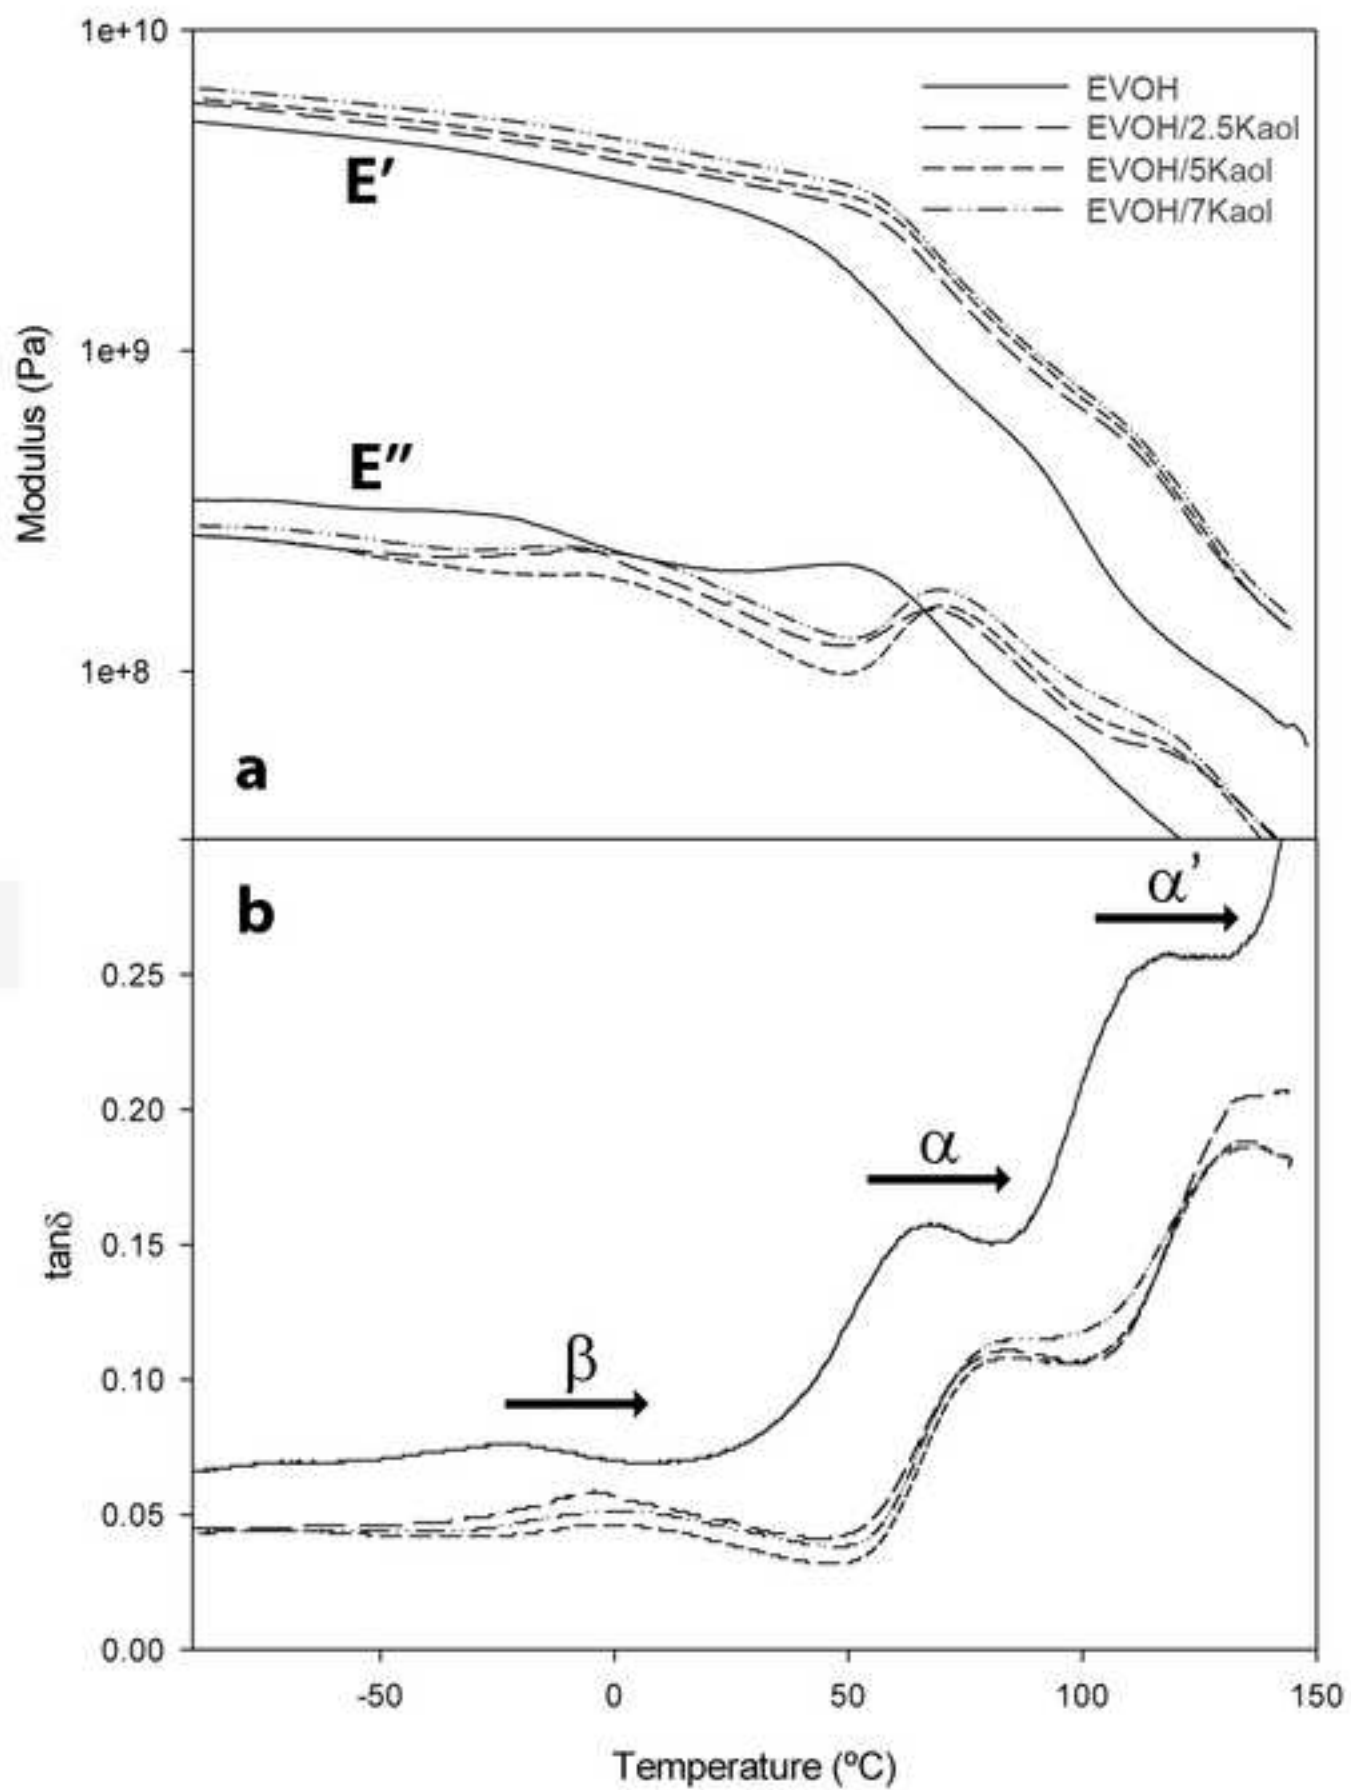 1e+10
EVOH
EVOH/2.5Kaol
EVOH/5Kaol
EVOH/7Kaol
E′
1e+9
Modulus (Pa)
E″
1e+8
a
b
α’
0.25
0.20
α
0.15
tanδ
β
0.10
0.05
0.00
-50 0 50 100 150
Temperature (ºC)